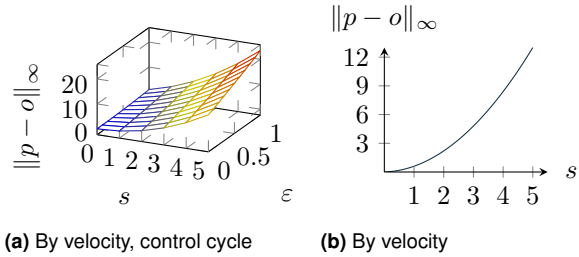 ‖p − o‖∞
20
10
0
0 1 2 3 4 5
s
0 0.5 1
ε
(a) By velocity, control cycle
‖p − o‖∞
12
9
6
3
1 2 3 4 5
s
(b) By velocity